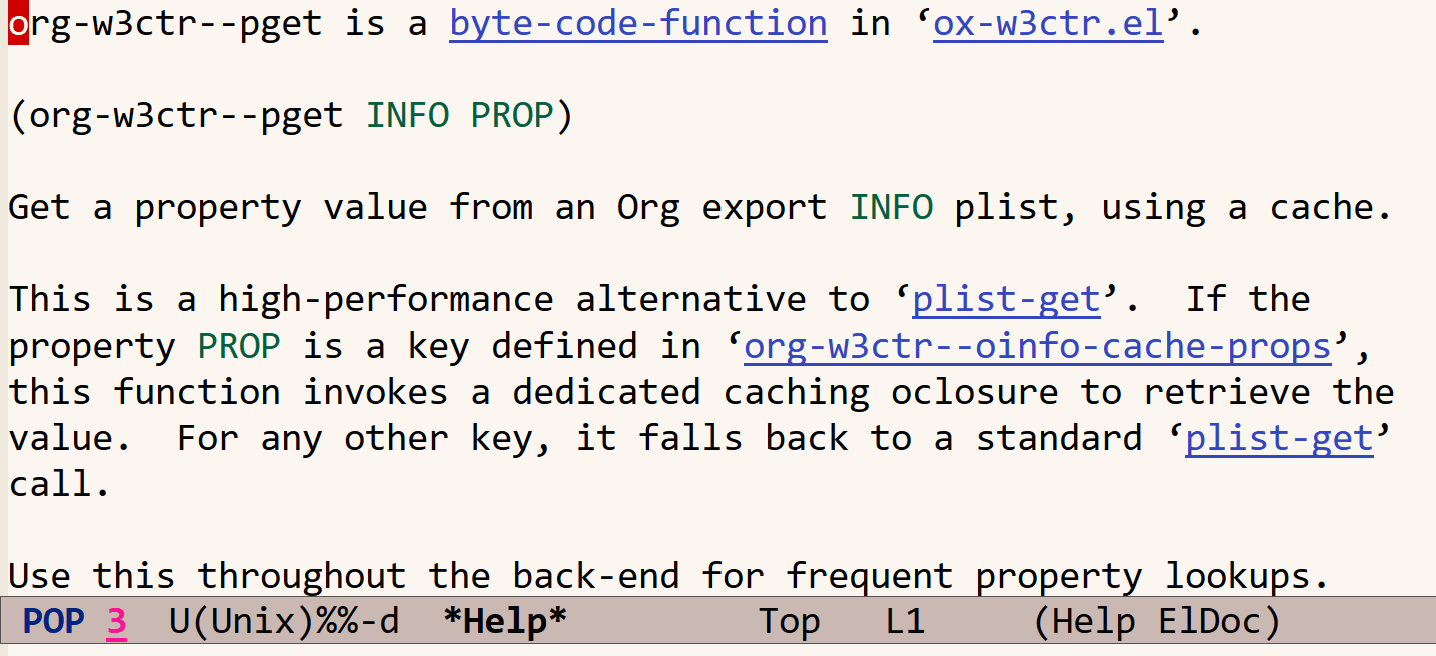 org-w3ctr--pget is a byte-code-function in ‘ox-w3ctr.el’.
(org-w3ctr--pget INFO PROP)
Get a property value from an Org export INFO plist, using a cache.
This is a high-performance alternative to ‘plist-get’.  If the
property PROP is a key defined in ‘org-w3ctr--oinfo-cache-props’,
this function invokes a dedicated caching oclosure to retrieve the
value.  For any other key, it falls back to a standard ‘plist-get’
call.
Use this throughout the back-end for frequent property lookups.
POP 3  U(Unix)%%-d  *Help*  Top  L1  (Help ElDoc)